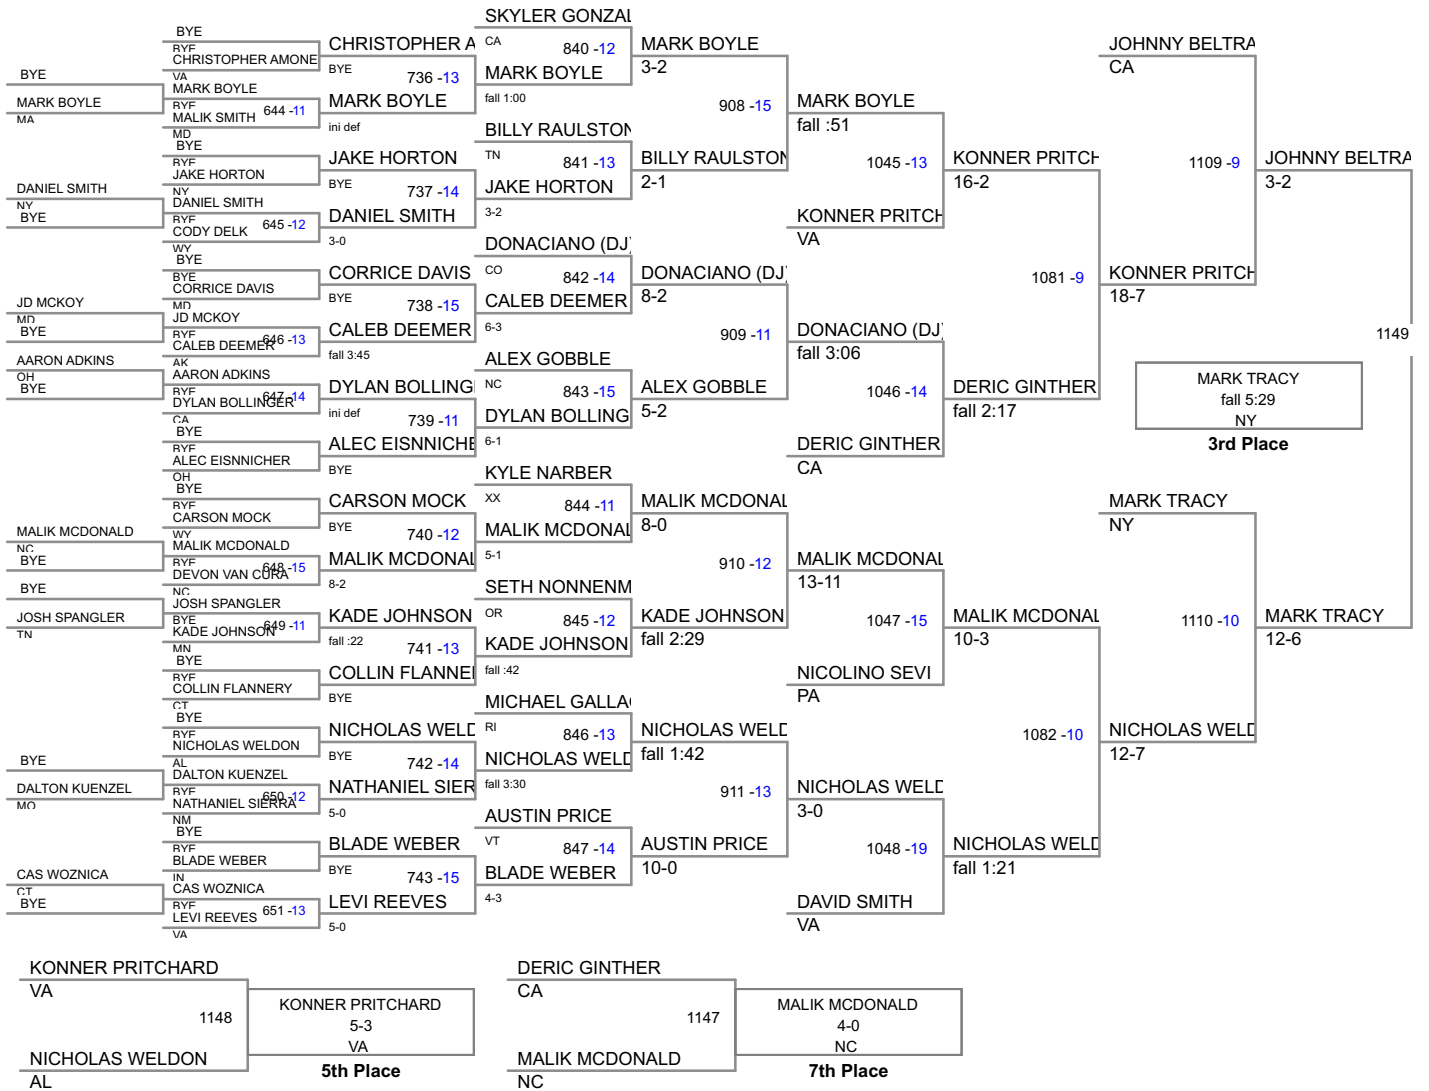 BYE
BYE
CHRISTOPHER AMONE
VA
BYE
MARK BOYLE
MA
MARK BOYLE
BYE
MALIK SMITH
MD
644 -11
BYE
BYE
JAKE HORTON
NY
DANIEL SMITH
NY
BYE
DANIEL SMITH
BYE
CODY DELK
WY
645 -12
BYE
BYE
CORRICE DAVIS
MD
JD MCKOY
MD
BYE
JD MCKOY
BYE
CALEB DEEMER
AK
646 -13
AARON ADKINS
OH
BYE
AARON ADKINS
BYE
DYLAN BOLLINGER
CA
647 -14
BYE
BYE
ALEC EISNNICHER
OH
BYE
BYE
CARSON MOCK
WY
MALIK MCDONALD
NC
BYE
MALIK MCDONALD
BYE
DEVON VAN CURA
NC
648 -15
BYE
JOSH SPANGLER
TN
JOSH SPANGLER
BYE
KADE JOHNSON
MN
649 -11
BYE
BYE
COLLIN FLANNERY
CT
BYE
BYE
NICHOLAS WELDON
AL
BYE
DALTON KUENZEL
MO
DALTON KUENZEL
BYE
NATHANIEL SIERRA
NM
650 -12
BYE
BYE
BLADE WEBER
IN
CAS WOZNICA
CT
BYE
CAS WOZNICA
BYE
LEVI REEVES
VA
651 -13
CHRISTOPHER A
BYE
736 -13
MARK BOYLE
ini def
JAKE HORTON
BYE
737 -14
DANIEL SMITH
3-0
CORRICE DAVIS
BYE
738 -15
CALEB DEEMER
fall 3:45
DYLAN BOLLING
ini def
739 -11
ALEC EISNNICHE
BYE
CARSON MOCK
BYE
740 -12
MALIK MCDONAL
8-2
KADE JOHNSON
fall :22
741 -13
COLLIN FLANNE
BYE
NICHOLAS WELD
BYE
742 -14
NATHANIEL SIER
5-0
BLADE WEBER
BYE
743 -15
LEVI REEVES
5-0
SKYLER GONZAL
CA
840 -12
MARK BOYLE
fall 1:00
BILLY RAULSTON
TN
841 -13
JAKE HORTON
3-2
DONACIANO (DJ)
CO
842 -14
CALEB DEEMER
6-3
ALEX GOBBLE
NC
843 -15
DYLAN BOLLING
6-1
KYLE NARBER
XX
844 -11
MALIK MCDONAL
5-1
SETH NONNENM
OR
845 -12
KADE JOHNSON
fall :42
MICHAEL GALLA
RI
846 -13
NICHOLAS WELD
fall 3:30
AUSTIN PRICE
VT
847 -14
BLADE WEBER
4-3
MARK BOYLE
3-2
908 -15
BILLY RAULSTON
2-1
DONACIANO (DJ)
8-2
909 -11
ALEX GOBBLE
5-2
MALIK MCDONAL
8-0
910 -12
KADE JOHNSON
fall 2:29
NICHOLAS WELD
fall 1:42
911 -13
AUSTIN PRICE
10-0
MARK BOYLE
fall :51
1045 -13
KONNER PRITCH
VA
DONACIANO (DJ)
fall 3:06
1046 -14
DERIC GINTHER
CA
MALIK MCDONAL
13-11
1047 -15
NICOLINO SEVI
PA
NICHOLAS WELD
3-0
1048 -19
DAVID SMITH
VA
KONNER PRITCH
16-2
1081 -9
DERIC GINTHER
fall 2:17
MALIK MCDONAL
10-3
1082 -10
NICHOLAS WELD
fall 1:21
JOHNNY BELTRA
CA
1109 -9
KONNER PRITCH
18-7
MARK TRACY
NY
1110 -10
NICHOLAS WELD
12-7
JOHNNY BELTRA
3-2
1149
MARK TRACY
12-6
MARK TRACY
fall 5:29
NY
3rd Place
KONNER PRITCHARD
VA
1148
NICHOLAS WELDON
AL
KONNER PRITCHARD
5-3
VA
5th Place
DERIC GINTHER
CA
1147
MALIK MCDONALD
NC
MALIK MCDONALD
4-0
NC
7th Place